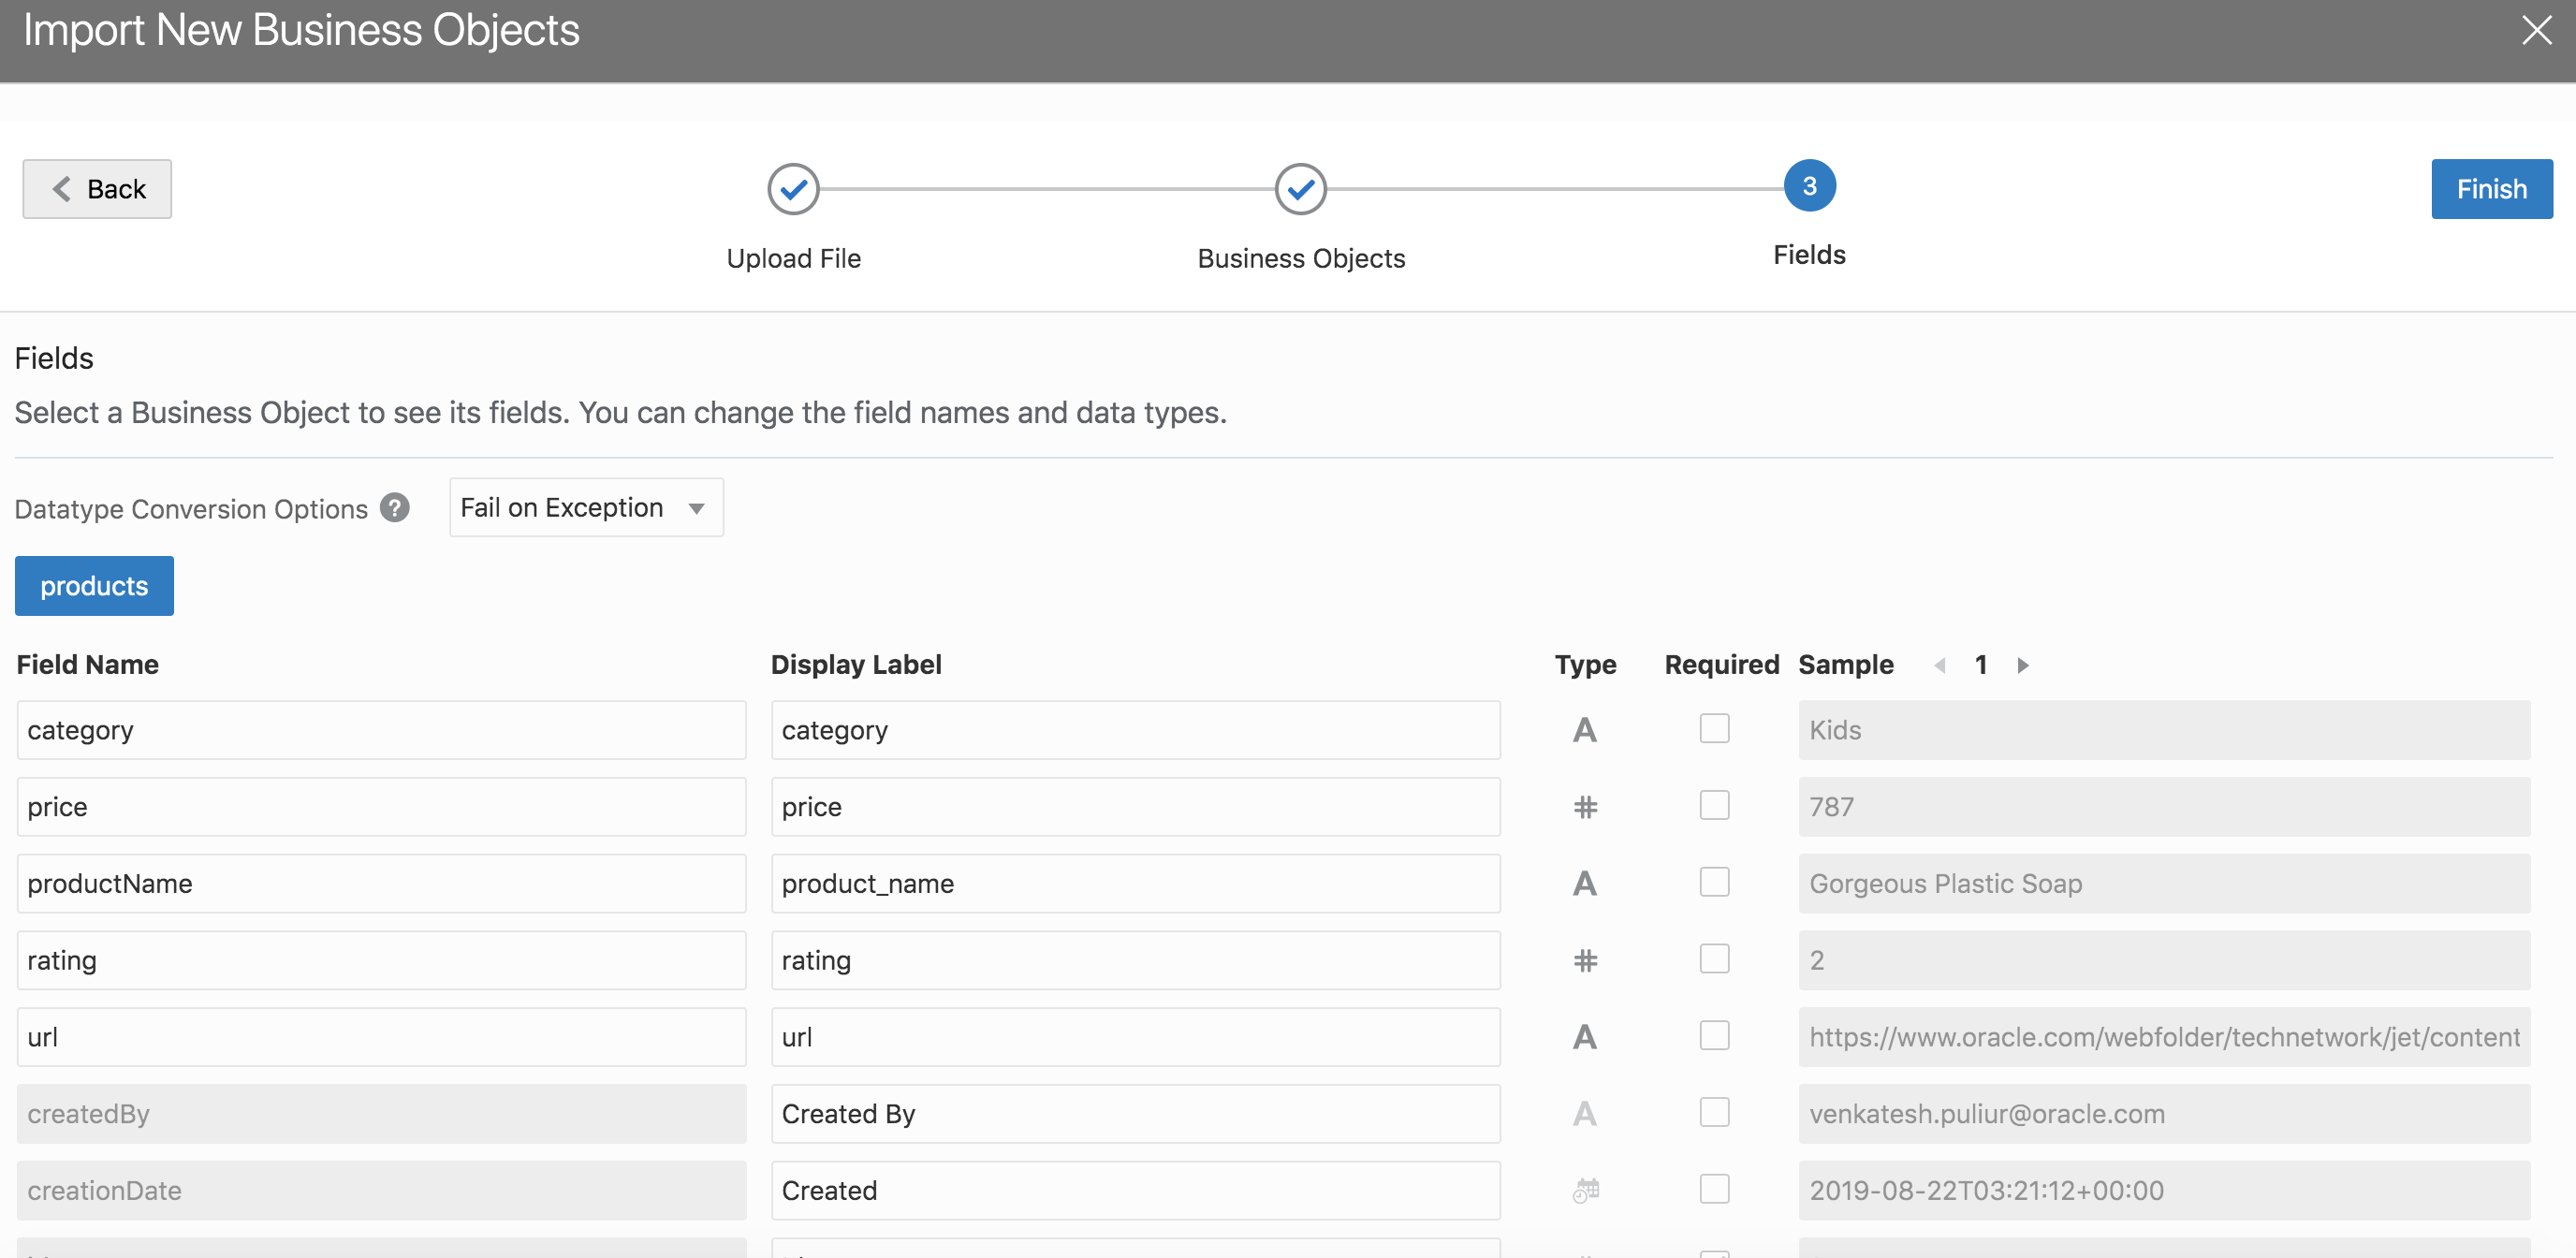 Import New Business Objects
Back
3
Finish
Upload File
Business Objects
Fields
Fields
Select a Business Object to see its fields. You can change the field names and data types.
Datatype Conversion Options ? Fail on Exception
products
Field Name Display Label Type Required Sample 1
category category A Kids
price price # 787
productName product_name A Gorgeous Plastic Soap
rating rating # 2
url url A https://www.oracle.com/webfolder/technetwork/jet/content
createdBy Created By A venkatesh.puliur@oracle.com
creationDate Created 2019-08-22T03:21:12+00:00